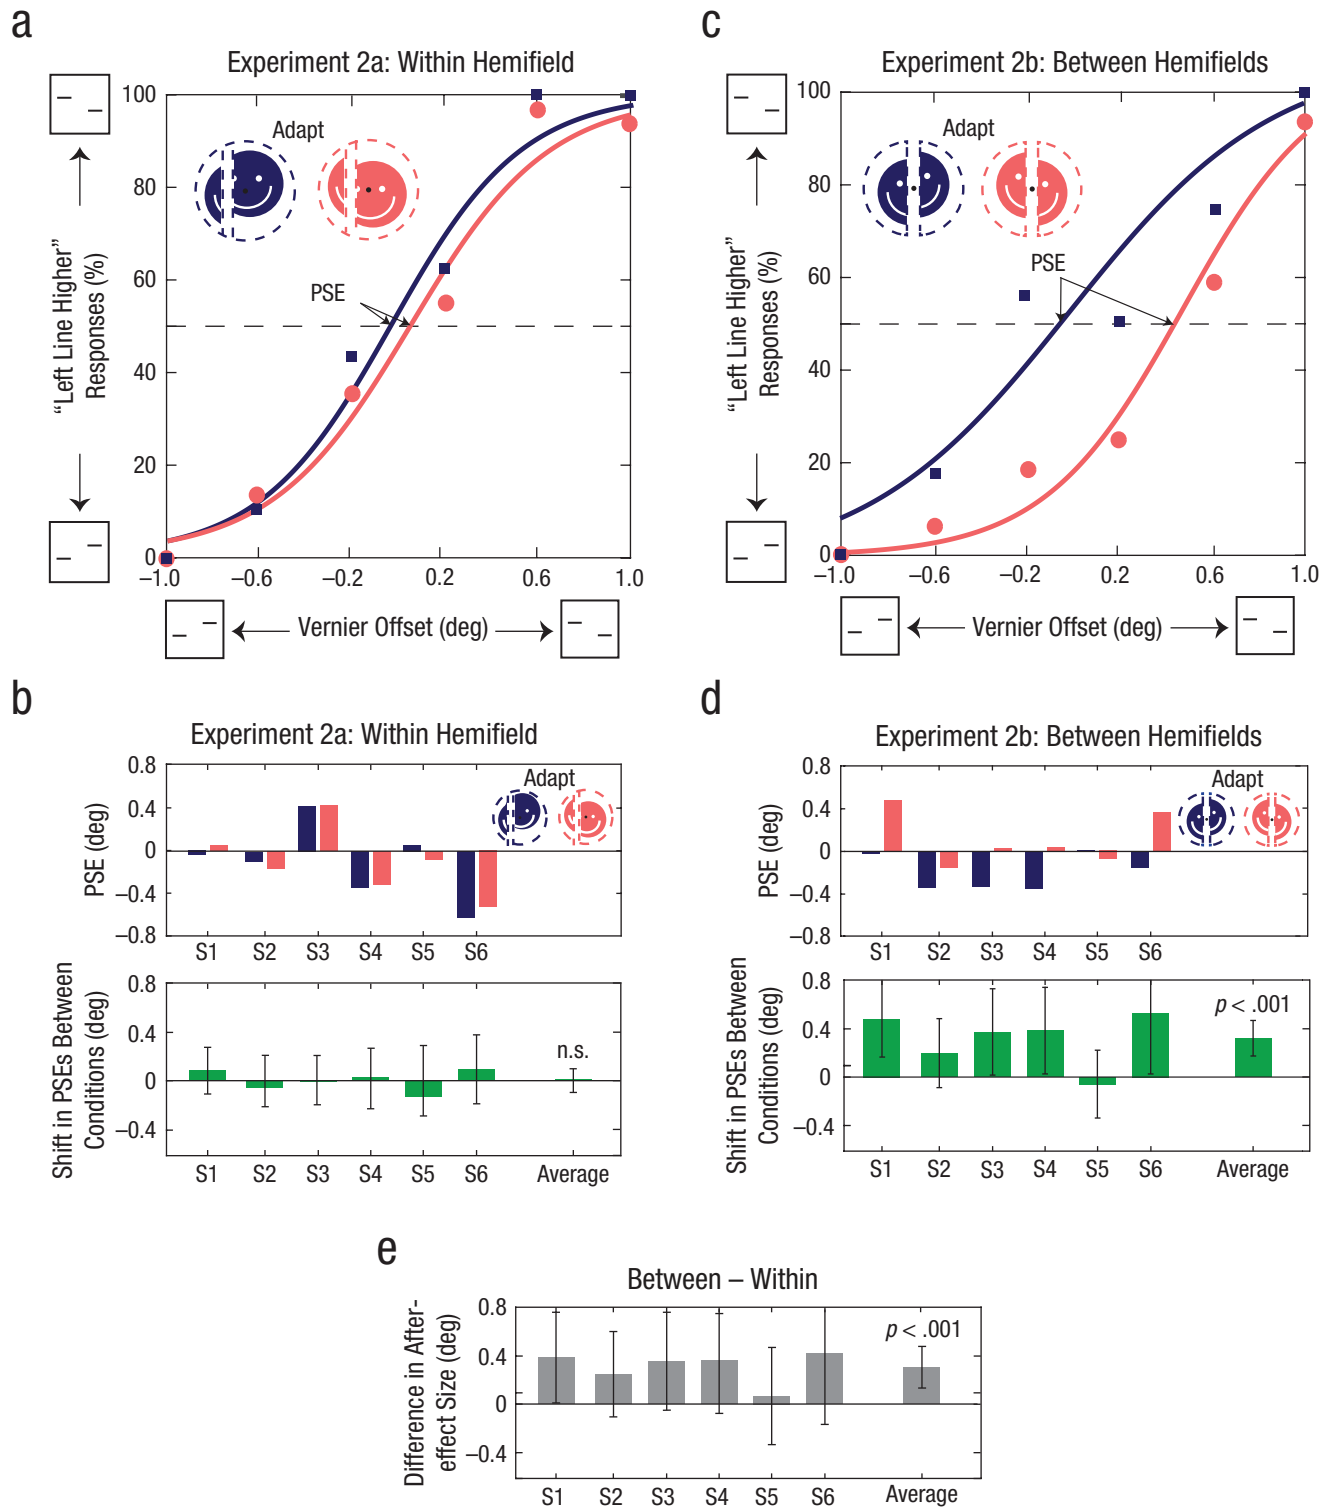 a
Experiment 2a: Within Hemifield
100
80
60
40
20
0
“Left Line Higher”
Responses (%)
Adapt
PSE
–1.0 –0.6 –0.2 0.2 0.6 1.0
Vernier Offset (deg)
c
Experiment 2b: Between Hemifields
100
80
60
40
20
0
“Left Line Higher”
Responses (%)
Adapt
PSE
–1.0 –0.6 –0.2 0.2 0.6 1.0
Vernier Offset (deg)
b
Experiment 2a: Within Hemifield
0.8
0.4
0
–0.4
–0.8
PSE (deg)
Adapt
S1 S2 S3 S4 S5 S6
0.8
0.4
0
–0.4
Shift in PSEs Between
Conditions (deg)
n.s.
S1 S2 S3 S4 S5 S6 Average
d
Experiment 2b: Between Hemifields
0.8
0.4
0
–0.4
–0.8
PSE (deg)
Adapt
S1 S2 S3 S4 S5 S6
0.8
0.4
0
–0.4
Shift in PSEs Between
Conditions (deg)
p < .001
S1 S2 S3 S4 S5 S6 Average
e
Between – Within
0.8
0.4
0
–0.4
Difference in After-
effect Size (deg)
p < .001
S1 S2 S3 S4 S5 S6 Average